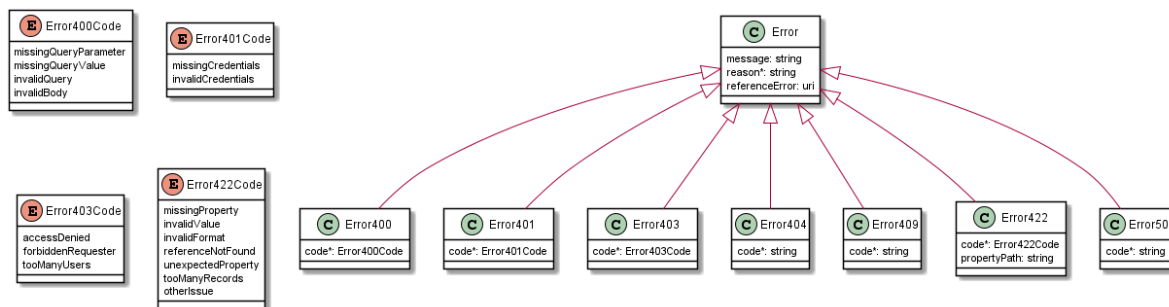 E Error400Code
missingQueryParameter
missingQueryValue
invalidQuery
invalidBody
E Error401Code
missingCredentials
invalidCredentials
C Error
message: string
reason*: string
referenceError: uri
E Error403Code
accessDenied
forbiddenRequester
tooManyUsers
E Error422Code
missingProperty
invalidValue
invalidFormat
referenceNotFound
unexpectedProperty
tooManyRecords
otherIssue
C Error400
code*: Error400Code
C Error401
code*: Error401Code
C Error403
code*: Error403Code
C Error404
code*: string
C Error409
code*: string
C Error422
code*: Error422Code
propertyPath: string
C Error50
code*: string